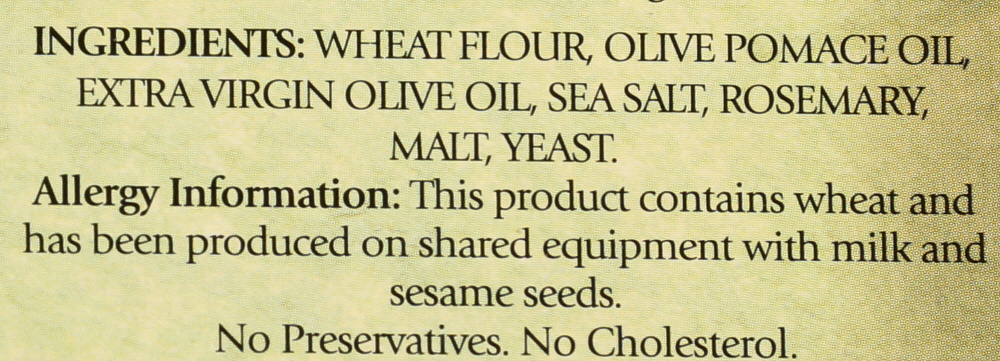 INGREDIENTS: WHEAT FLOUR, OLIVE POMACE OIL,
EXTRA VIRGIN OLIVE OIL, SEA SALT, ROSEMARY,
MALT, YEAST.
Allergy Information: This product contains wheat and
has been produced on shared equipment with milk and
sesame seeds.
No Preservatives. No Cholesterol.